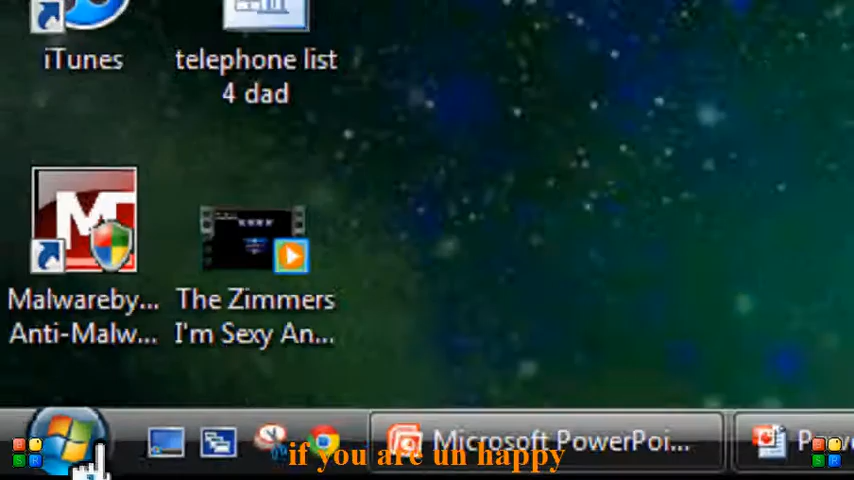 iTunes
telephone list
4 dad
Malwareby...
Anti-Malw...
The Zimmers
I'm Sexy An...
Microsoft PowerPoi...
if you are un happy
B
S R
B
S R